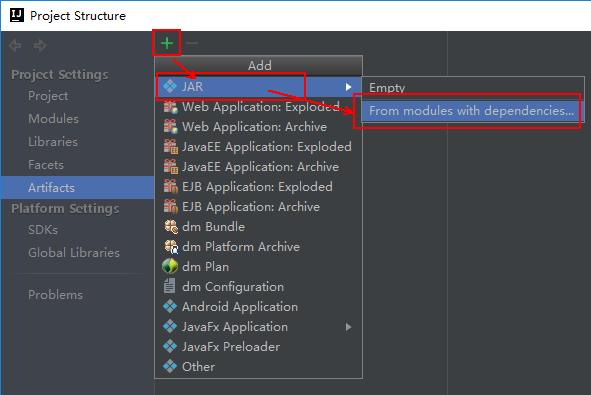 IJ Project Structure
Project Settings
Project
Modules
Libraries
Facets
Artifacts
Platform Settings
SDKs
Global Libraries
Problems
Add
JAR
Web Application: Exploded
Web Application: Archive
JavaEE Application: Exploded
JavaEE Application: Archive
EJB Application: Exploded
EJB Application: Archive
dm Bundle
dm Platform Archive
dm Plan
dm Configuration
Android Application
JavaFx Application
JavaFx Preloader
Other
Empty
From modules with dependencies...